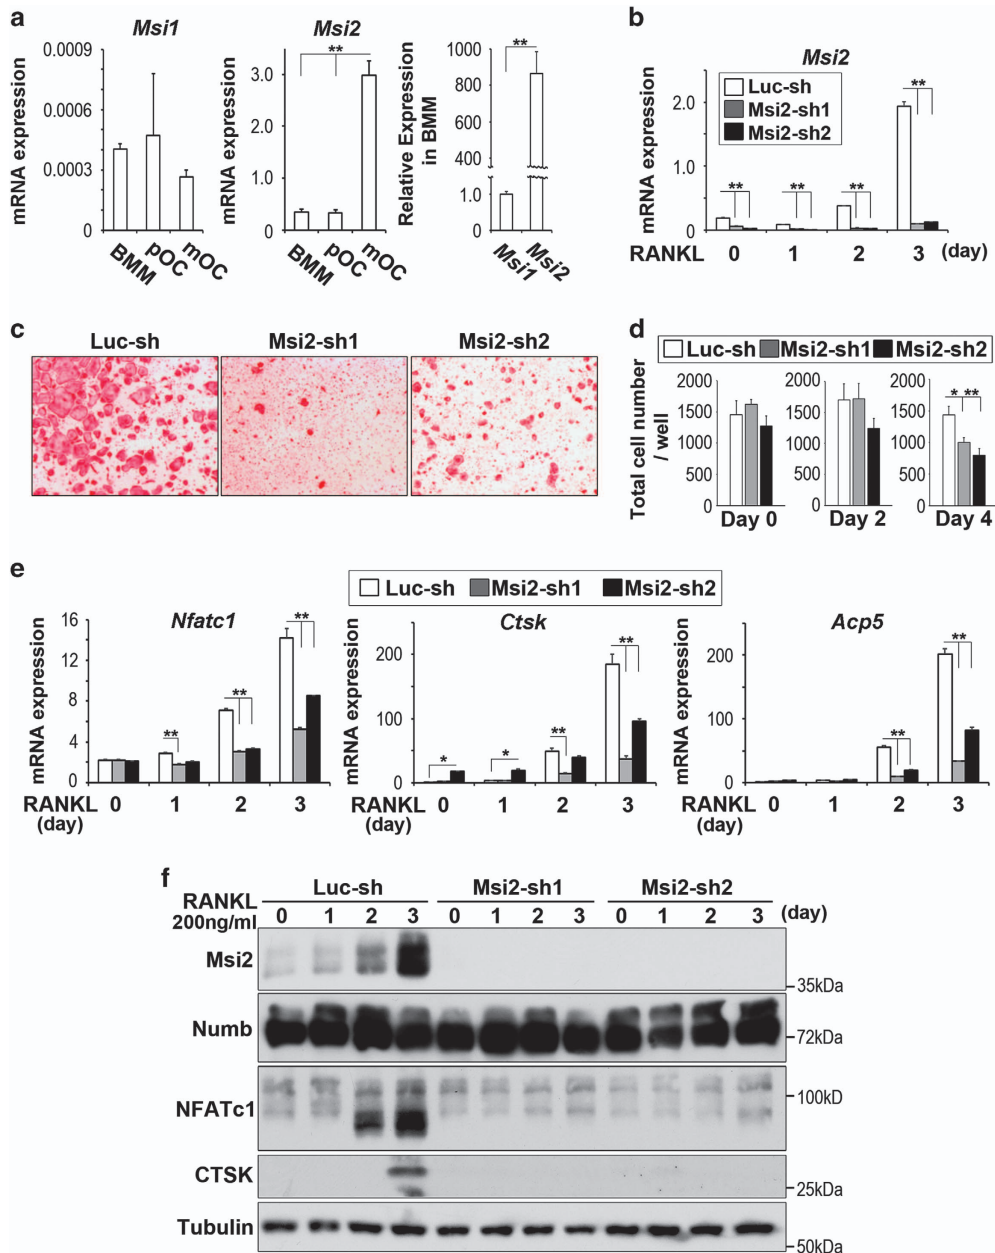 a
Msi1
mRNA expression
0.0009
0.0006
0.0003
0
BMM
pOC
mOC
Msi2
mRNA expression
3.0
2.0
1.0
0
**
BMM
pOC
mOC
Relative Expression
in BMM
1000
800
600
400
1.0
0
**
Msi1
Msi2
b
Msi2
mRNA expression
2.0
1.0
0
Luc-sh
Msi2-sh1
Msi2-sh2
** ** ** **
RANKL 0 1 2 3 (day)
c
Luc-sh Msi2-sh1 Msi2-sh2
d
Luc-sh Msi2-sh1 Msi2-sh2
Total cell number
/ well
2000
1500
1000
500
0
Day 0
2000
1500
1000
500
0
Day 2
2000
1500
1000
500
0
* **
Day 4
e
Luc-sh Msi2-sh1 Msi2-sh2
Nfatc1
mRNA expression
16
12
8
4
0
** ** **
RANKL 0 1 2 3
(day)
Ctsk
mRNA expression
200
100
0
* * ** **
RANKL 0 1 2 3
(day)
Acp5
mRNA expression
200
100
0
** **
RANKL 0 1 2 3
(day)
f
Luc-sh Msi2-sh1 Msi2-sh2
RANKL
200ng/ml 0 1 2 3 0 1 2 3 0 1 2 3 (day)
Msi2
35kDa
Numb
72kDa
NFATc1
100kD
CTSK
25kDa
Tubulin
50kDa